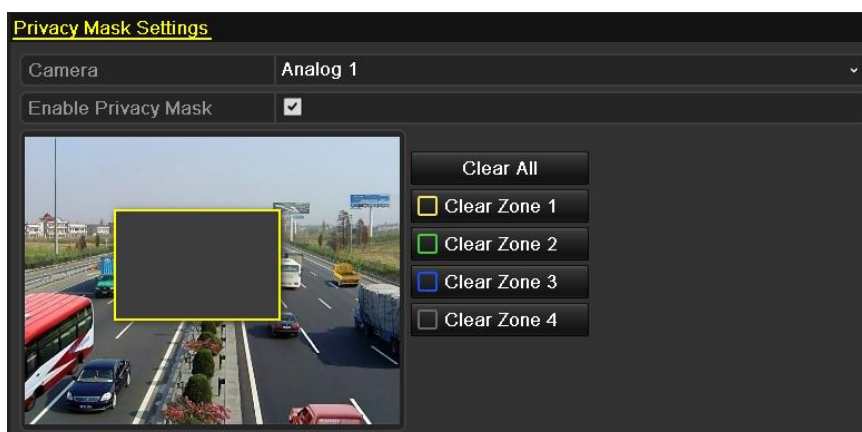 Privacy Mask Settings
Camera
Analog 1
Enable Privacy Mask
Clear All
Clear Zone 1
Clear Zone 2
Clear Zone 3
Clear Zone 4